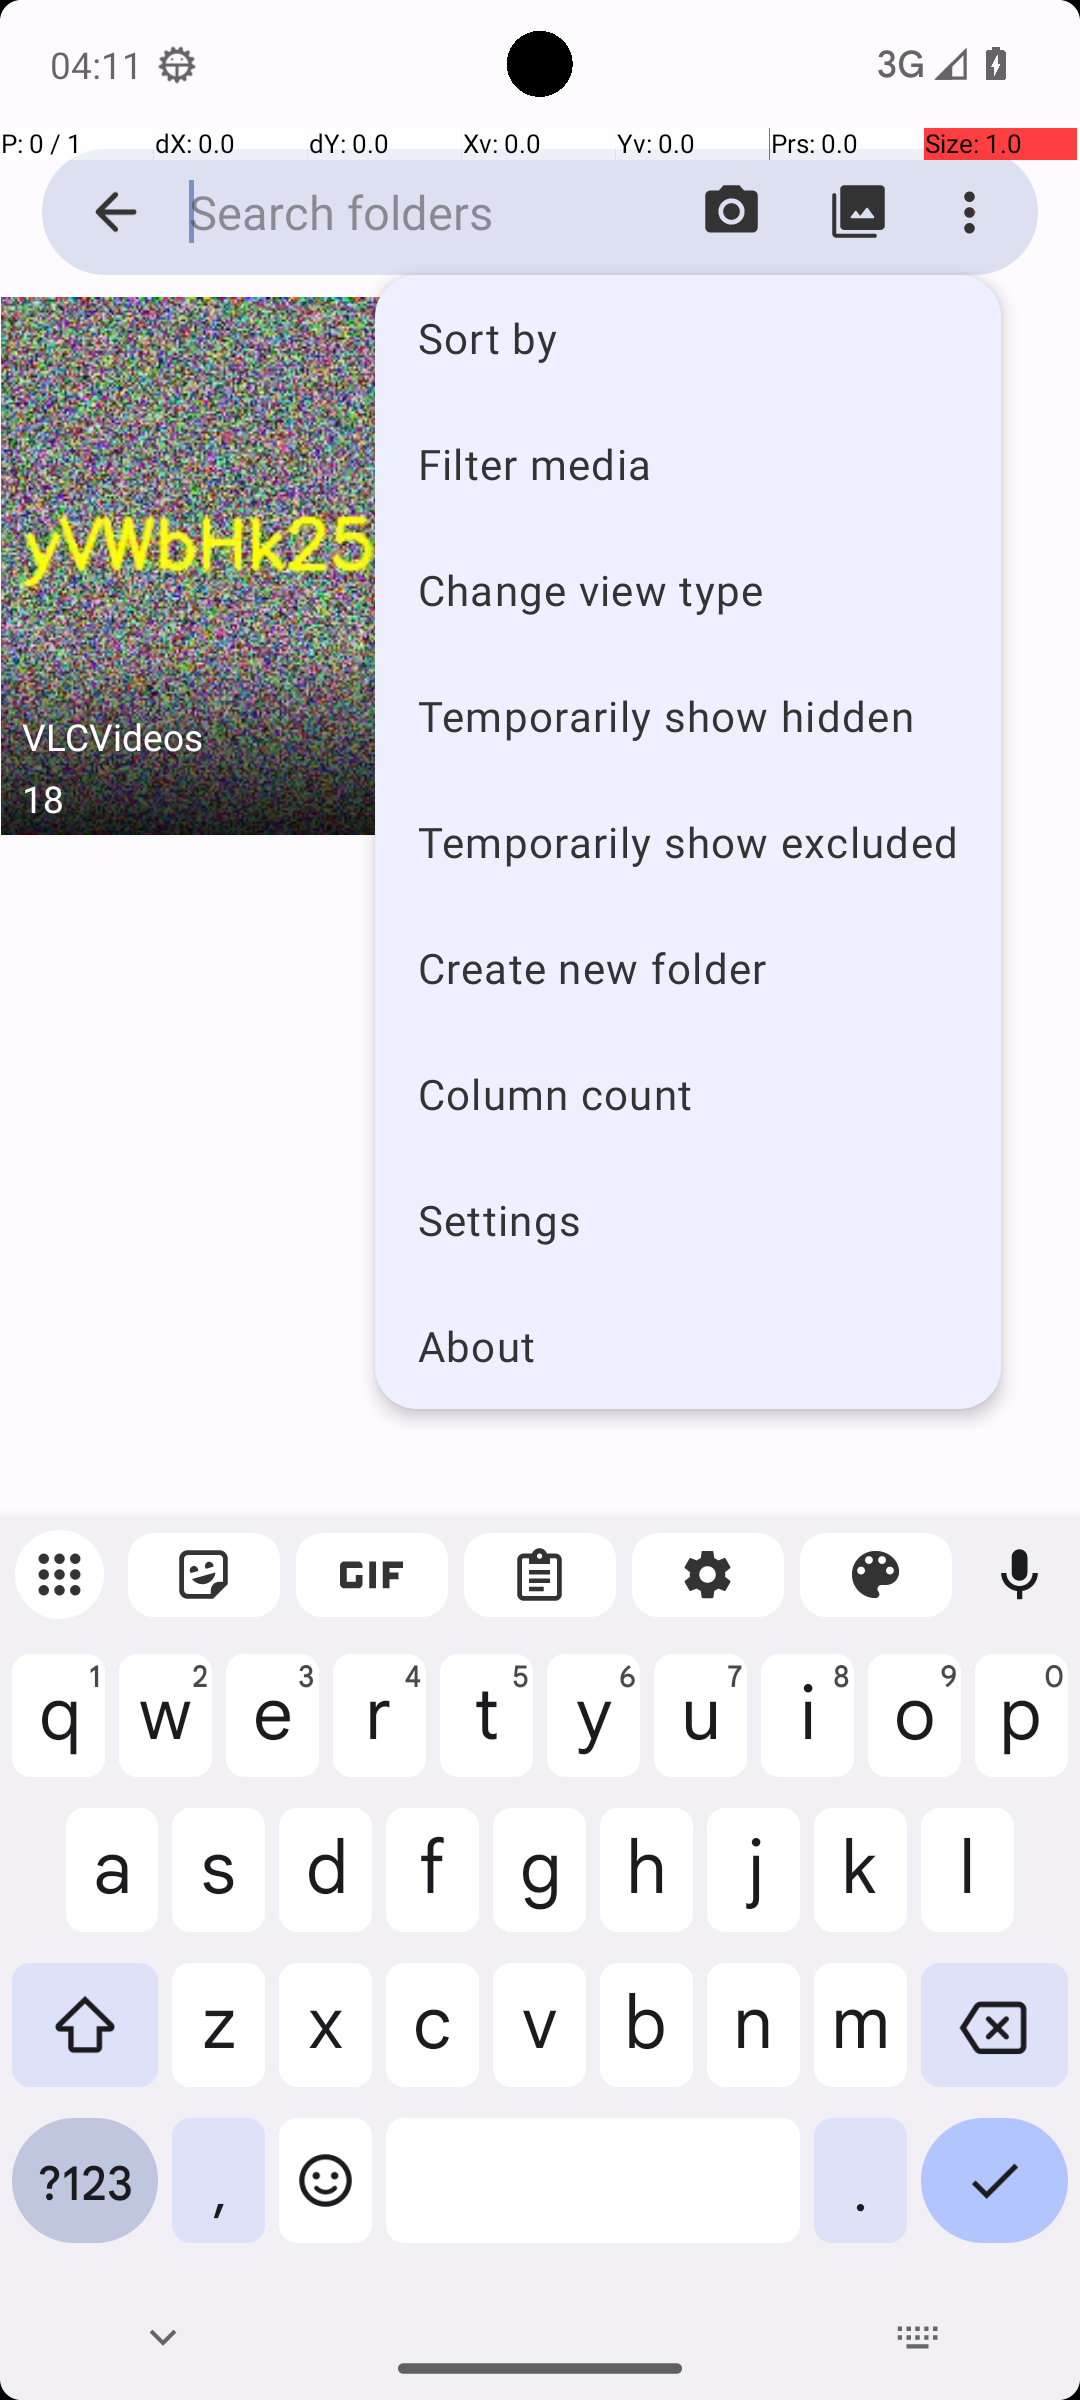 04:11
3G
P: 0 / 1
dX: 0.0
dY: 0.0
Xv: 0.0
Yv: 0.0
Prs: 0.0
Size: 1.0
Search folders
Sort by
Filter media
Change view type
Temporarily show hidden
Temporarily show excluded
Create new folder
Column count
Settings
About
yVWbHk25
VLCVideos
18
GIF
q 1 w 2 e 3 r 4 t 5 y 6 u 7 i 8 o 9 p 0
a s d f g h j k l
z x c v b n m
?123 , .